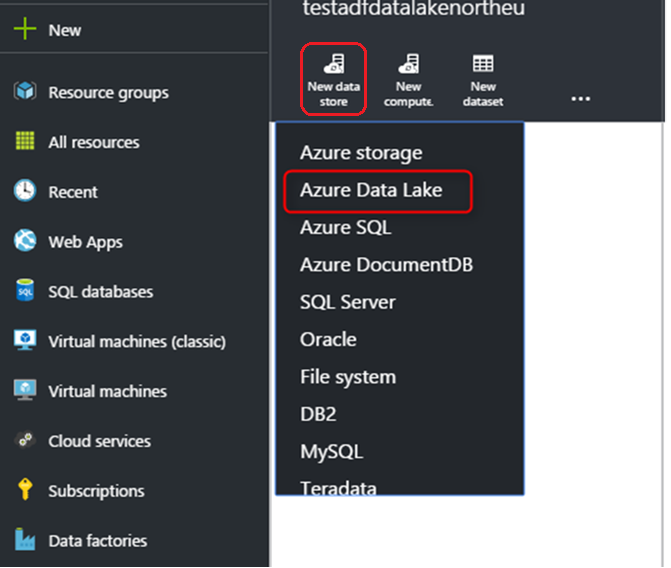 New
Resource groups
All resources
Recent
Web Apps
SQL
SQL databases
Virtual machines (classic)
Virtual machines
Cloud services
Subscriptions
Data factories
testadfdatalakenortheu
New data
store
New
compute.
New
dataset
...
Azure storage
Azure Data Lake
Azure SQL
Azure DocumentDB
SQL Server
Oracle
File system
DB2
MySQL
Teradata